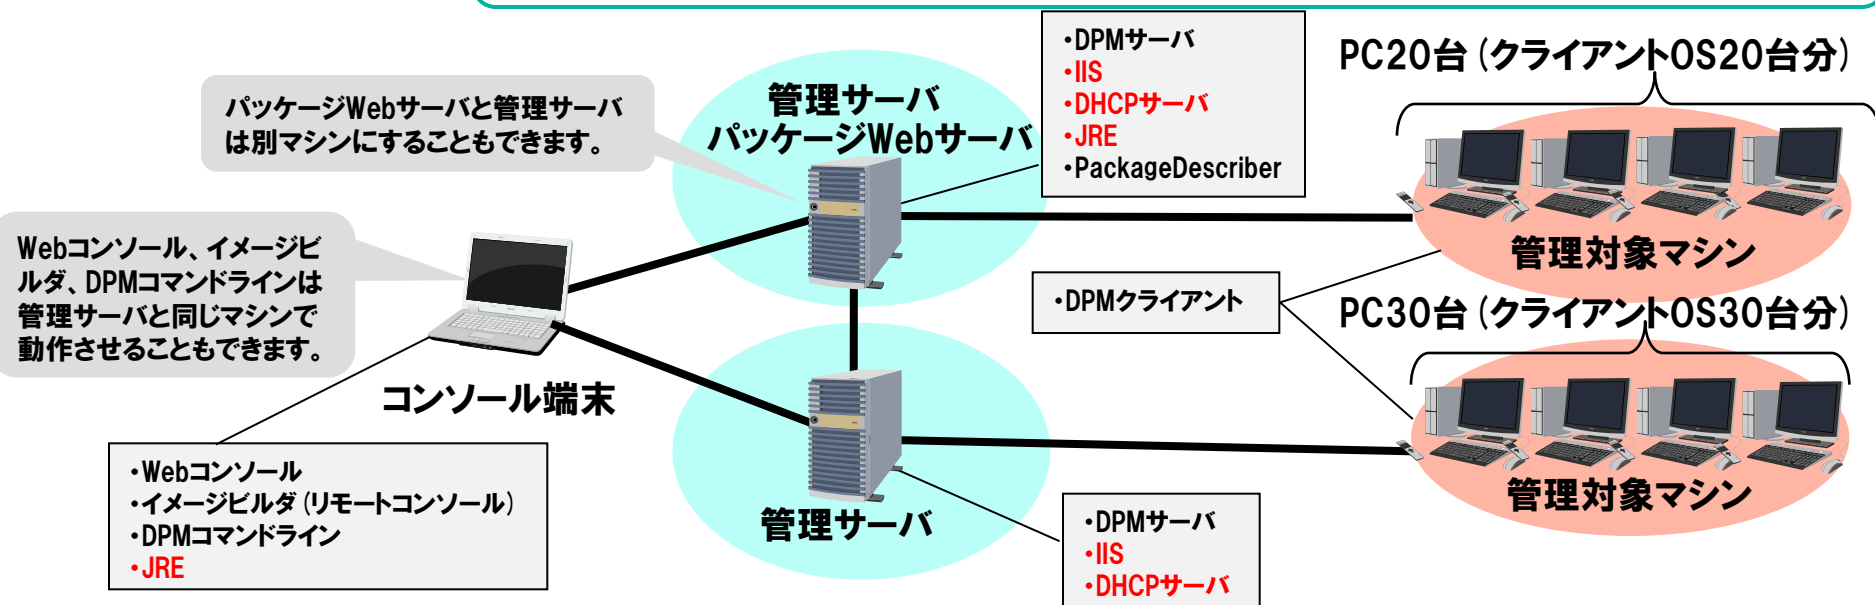 ・DPMサーバ
・IIS
・DHCPサーバ
・JRE
・PackageDescriber
PC20台(クライアントOS20台分)
管理サーバ
パッケージWebサーバ
パッケージWebサーバと管理サーバ
は別マシンにすることもできます。
Webコンソール、イメージビ
ルダ、DPMコマンドラインは
管理サーバと同じマシンで
動作させることもできます。
管理対象マシン
・DPMクライアント
PC30台(クライアントOS30台分)
コンソール端末
・Webコンソール
・イメージビルダ(リモートコンソール)
・DPMコマンドライン
・JRE
管理サーバ
・DPMサーバ
・IIS
・DHCPサーバ
管理対象マシン